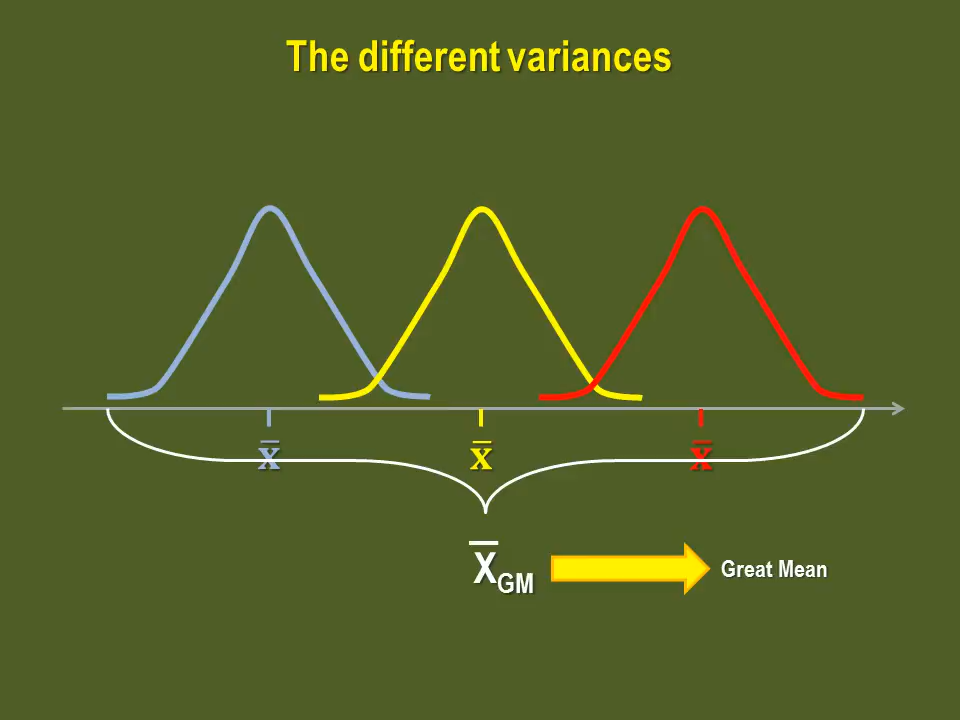 The different variances
x̅ x̅ x̅
X̅GM Great Mean